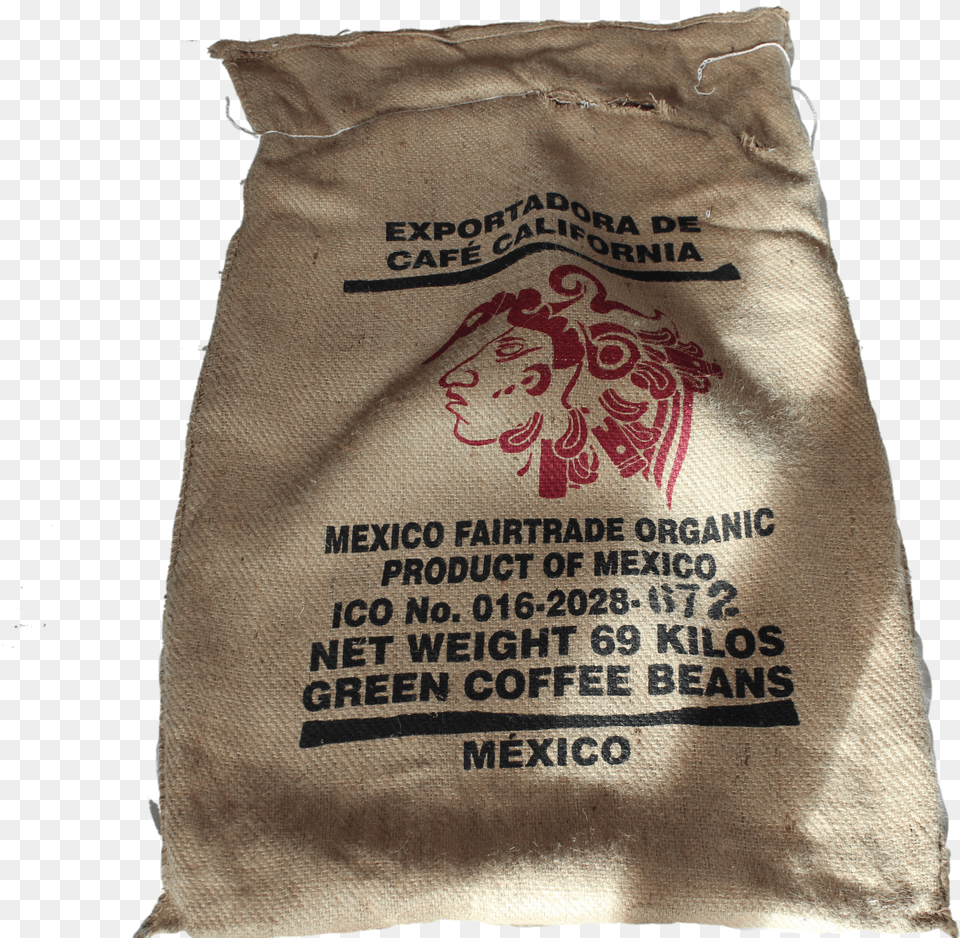 EXPORTADORA DE
CAFÉ CALIFORNIA
MEXICO FAIRTRADE ORGANIC
PRODUCT OF MEXICO
ICO No. 016-2028-672
NET WEIGHT 69 KILOS
GREEN COFFEE BEANS
MÉXICO